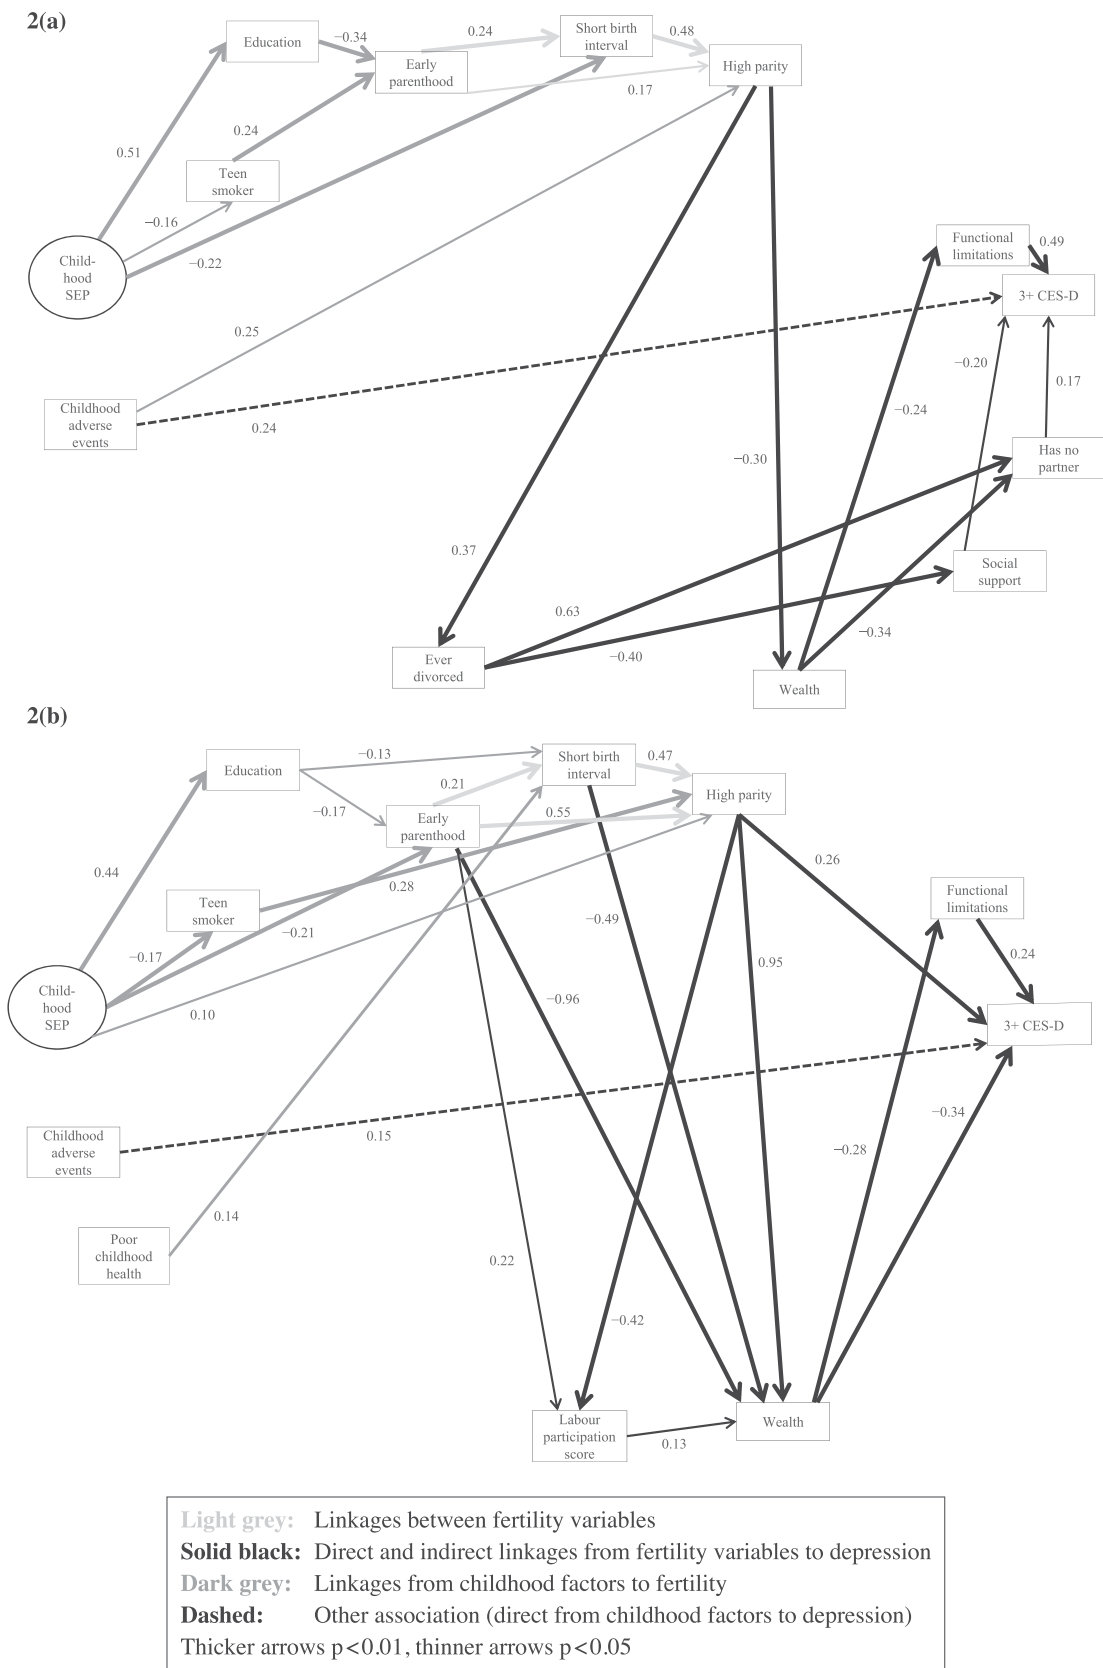 2(a)
Education
−0.34
Early
parenthood
0.24
Short birth
interval
0.48
High parity
0.17
0.51
0.24
Teen
smoker
−0.16
Child-
hood
SEP
−0.22
0.25
Childhood
adverse
events
0.24
Functional
limitations
0.49
3+ CES-D
−0.20
0.17
−0.24
Has no
partner
−0.30
0.37
Social
support
0.63
−0.34
−0.40
Ever
divorced
Wealth
2(b)
Education
−0.13
Short birth
interval
0.47
−0.17
0.21
High parity
Early
parenthood
0.55
0.44
0.28
0.26
Teen
smoker
−0.21
−0.49
Functional
limitations
−0.17
0.24
0.95
Child-
hood
SEP
0.10
−0.96
3+ CES-D
Childhood
adverse
events
0.15
−0.34
−0.28
0.14
Poor
childhood
health
0.22
−0.42
Labour
participation
score
0.13
Wealth
Light grey: Linkages between fertility variables
Solid black: Direct and indirect linkages from fertility variables to depression
Dark grey: Linkages from childhood factors to fertility
Dashed: Other association (direct from childhood factors to depression)
Thicker arrows p<0.01, thinner arrows p<0.05